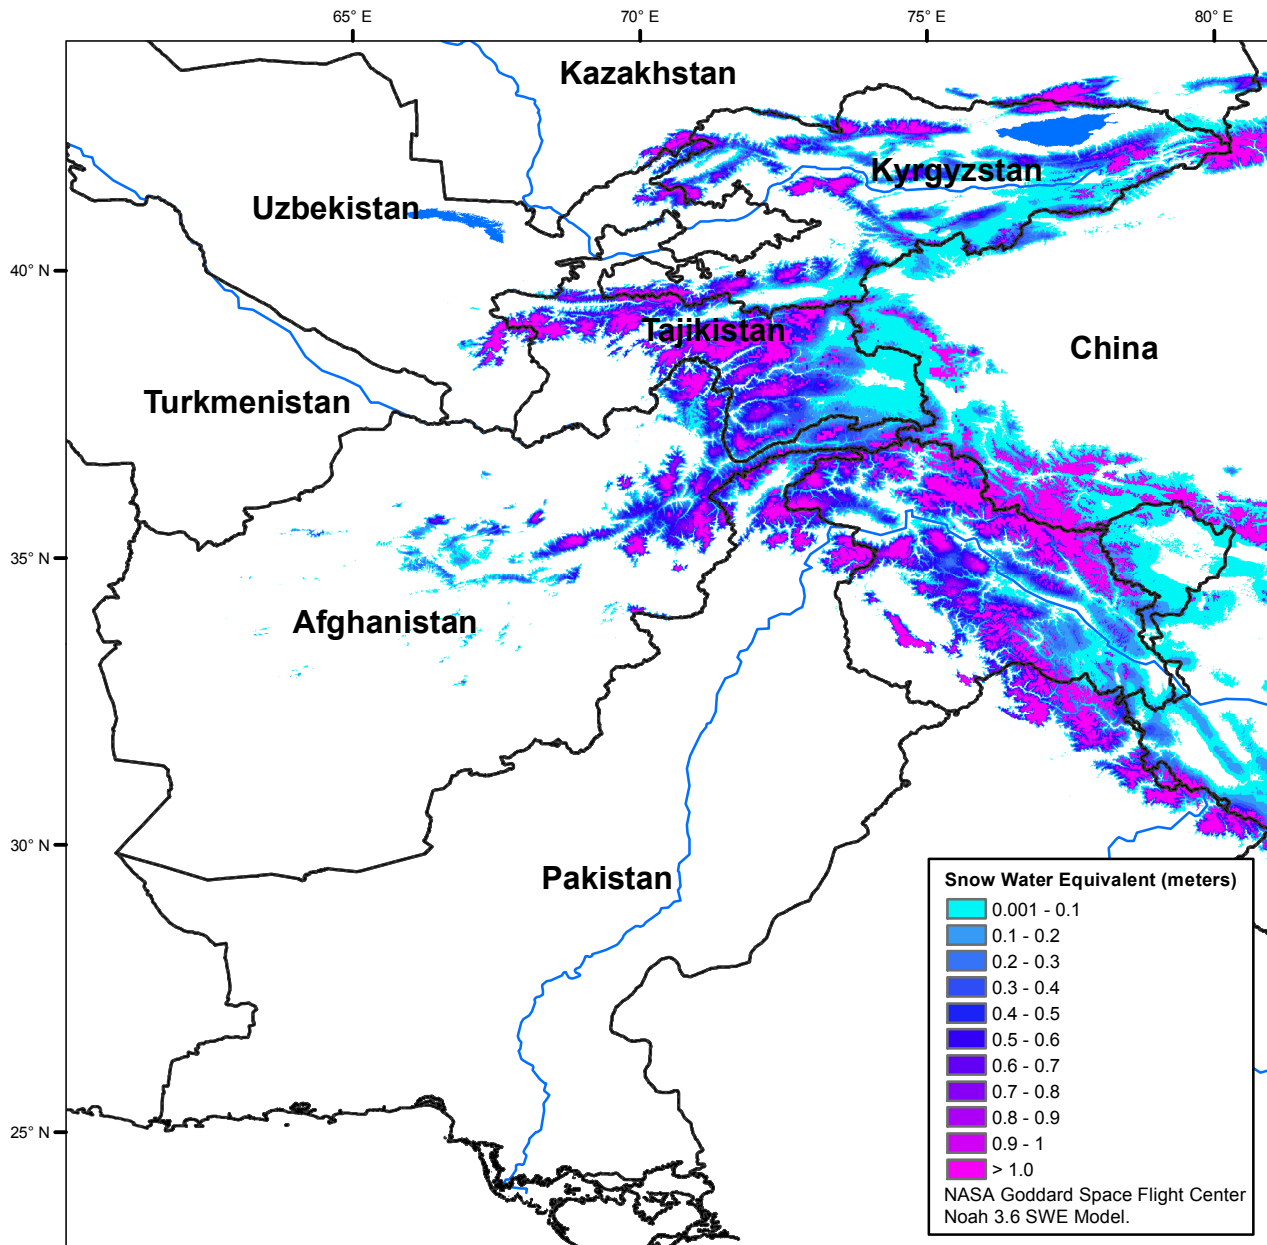 65° E
70° E
75° E
80° E
Kazakhstan
Kyrgyzstan
Uzbekistan
40° N
Tajikistan
China
Turkmenistan
35° N
Afghanistan
30° N
Pakistan
25° N
Snow Water Equivalent (meters)
0.001 - 0.1
0.1 - 0.2
0.2 - 0.3
0.3 - 0.4
0.4 - 0.5
0.5 - 0.6
0.6 - 0.7
0.7 - 0.8
0.8 - 0.9
0.9 - 1
> 1.0
NASA Goddard Space Flight Center
Noah 3.6 SWE Model.